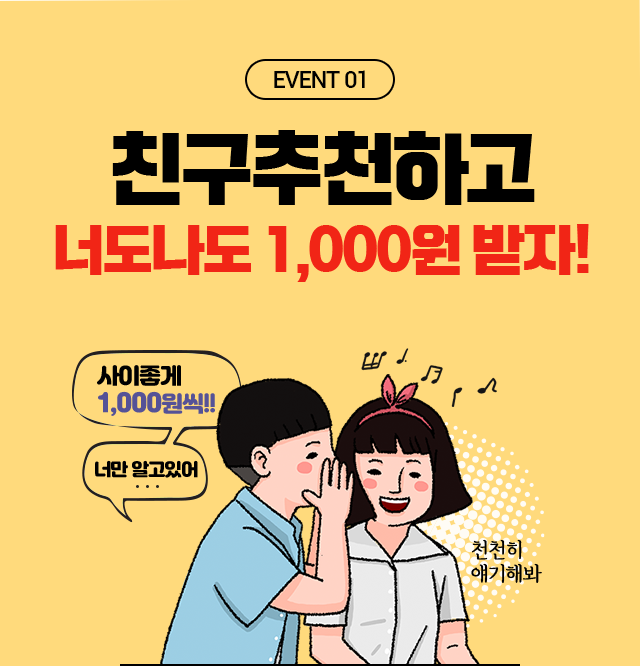 EVENT 01
친구추천하고
너도나도 1,000원 받자!
사이좋게
1,000원씩!!
너만 알고있어
...
천천히
얘기해봐